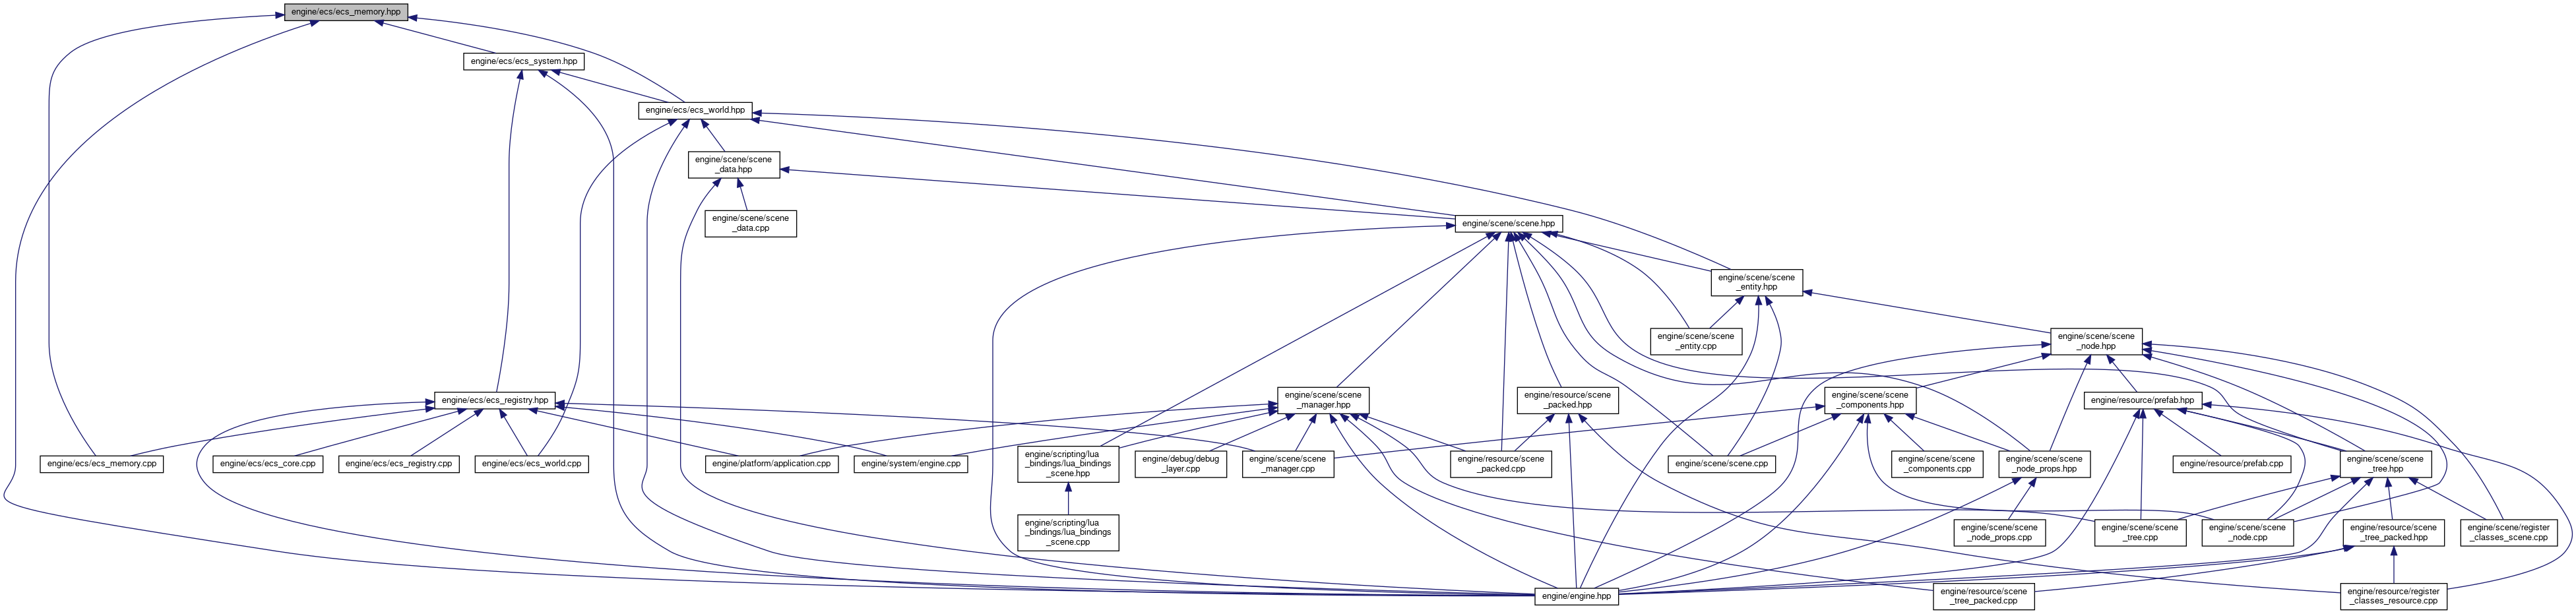 engine/ecs/ecs_memory.hpp
engine/ecs/ecs_system.hpp
engine/ecs/ecs_world.hpp
engine/scene/scene
_data.hpp
engine/scene/scene
_data.cpp
engine/scene/scene.hpp
engine/scene/scene
_entity.hpp
engine/scene/scene
_entity.cpp
engine/scene/scene
_node.hpp
engine/ecs/ecs_registry.hpp
engine/scene/scene
_manager.hpp
engine/resource/scene
_packed.hpp
engine/scene/scene
_components.hpp
engine/resource/prefab.hpp
engine/ecs/ecs_memory.cpp
engine/ecs/ecs_core.cpp
engine/ecs/ecs_registry.cpp
engine/ecs/ecs_world.cpp
engine/platform/application.cpp
engine/system/engine.cpp
engine/scripting/lua
_bindings/lua_bindings
_scene.hpp
engine/debug/debug
_layer.cpp
engine/scene/scene
_manager.cpp
engine/resource/scene
_packed.cpp
engine/scene/scene.cpp
engine/scene/scene
_components.cpp
engine/scene/scene
_node_props.hpp
engine/resource/prefab.cpp
engine/scene/scene
_tree.hpp
engine/scripting/lua
_bindings/lua_bindings
_scene.cpp
engine/scene/scene
_node_props.cpp
engine/scene/scene
_tree.cpp
engine/scene/scene
_node.cpp
engine/resource/scene
_tree_packed.hpp
engine/scene/register
_classes_scene.cpp
engine/engine.hpp
engine/resource/scene
_tree_packed.cpp
engine/resource/register
_classes_resource.cpp